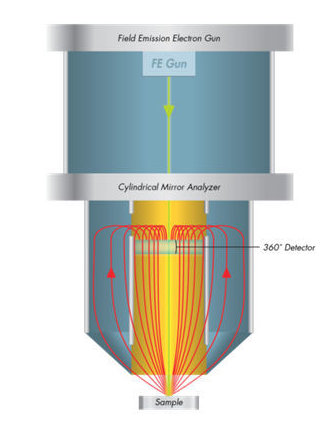 Field Emission Electron Gun
FE Gun
Cylindrical Mirror Analyzer
360° Detector
Sample